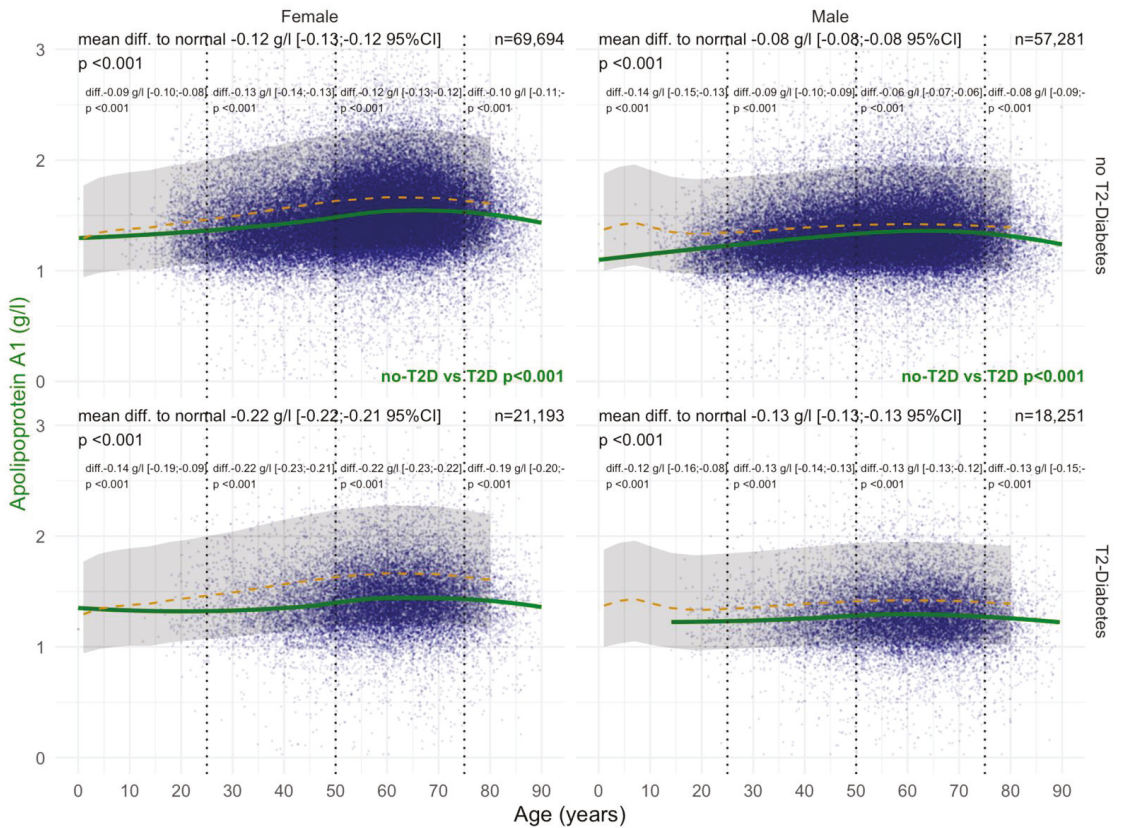 Female
Male
mean diff. to normal -0.12 g/l [-0.13;-0.12 95%CI] n=69,694
p <0.001
diff.-0.09 g/l [-0.10;-0.08] diff.-0.13 g/l [-0.14;-0.13] diff.-0.12 g/l [-0.13;-0.12] diff.-0.10 g/l [-0.11;-
p <0.001 p <0.001 p <0.001 p <0.001
mean diff. to normal -0.08 g/l [-0.08;-0.08 95%CI] n=57,281
p <0.001
diff.-0.14 g/l [-0.15;-0.13] diff.-0.09 g/l [-0.10;-0.09] diff.-0.06 g/l [-0.07;-0.06] diff.-0.08 g/l [-0.09;-
p <0.001 p <0.001 p <0.001 p <0.001
no-T2D vs T2D p<0.001
no-T2D vs T2D p<0.001
no T2-Diabetes
3
2
1
0
mean diff. to normal -0.22 g/l [-0.22;-0.21 95%CI] n=21,193
p <0.001
diff.-0.14 g/l [-0.19;-0.09] diff.-0.22 g/l [-0.23;-0.21] diff.-0.22 g/l [-0.23;-0.22] diff.-0.19 g/l [-0.20;-
p <0.001 p <0.001 p <0.001 p <0.001
mean diff. to normal -0.13 g/l [-0.13;-0.13 95%CI] n=18,251
p <0.001
diff.-0.12 g/l [-0.16;-0.08] diff.-0.13 g/l [-0.14;-0.13] diff.-0.13 g/l [-0.13;-0.12] diff.-0.13 g/l [-0.15;-
p <0.001 p <0.001 p <0.001 p <0.001
T2-Diabetes
3
2
1
0
Apolipoprotein A1 (g/l)
0 10 20 30 40 50 60 70 80 90
0 10 20 30 40 50 60 70 80 90
Age (years)